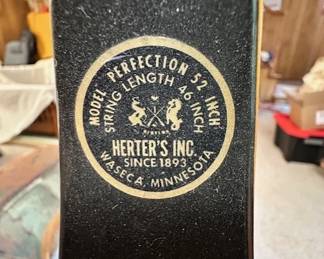 MODEL PERFECTION 52 INCH
STRING LENGTH 46 INCH
HERTER'S INC.
SINCE 1893
WASECA, MINNESOTA